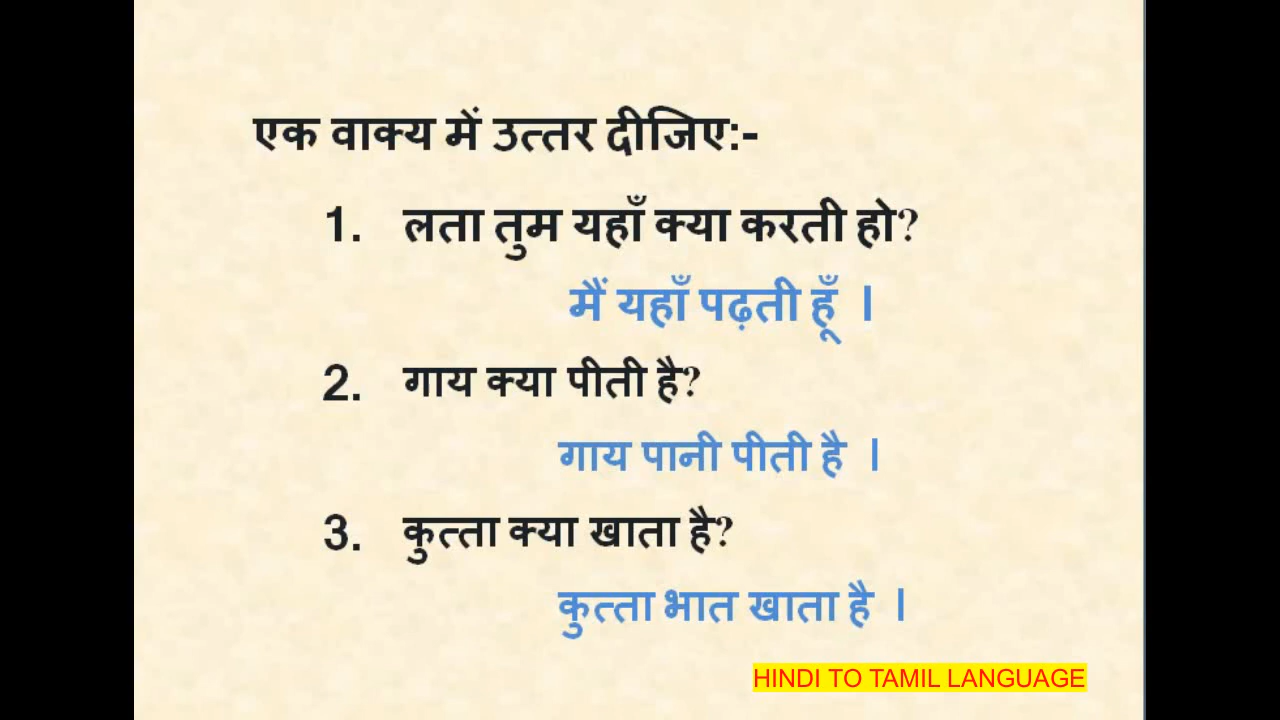 एक वाक्य में उत्तर दीजिए:-
1. लता तुम यहाँ क्या करती हो?
मैं यहाँ पढ़ती हूँ ।
2. गाय क्या पीती है?
गाय पानी पीती है ।
3. कुत्ता क्या खाता है?
कुत्ता भात खाता है ।
HINDI TO TAMIL LANGUAGE